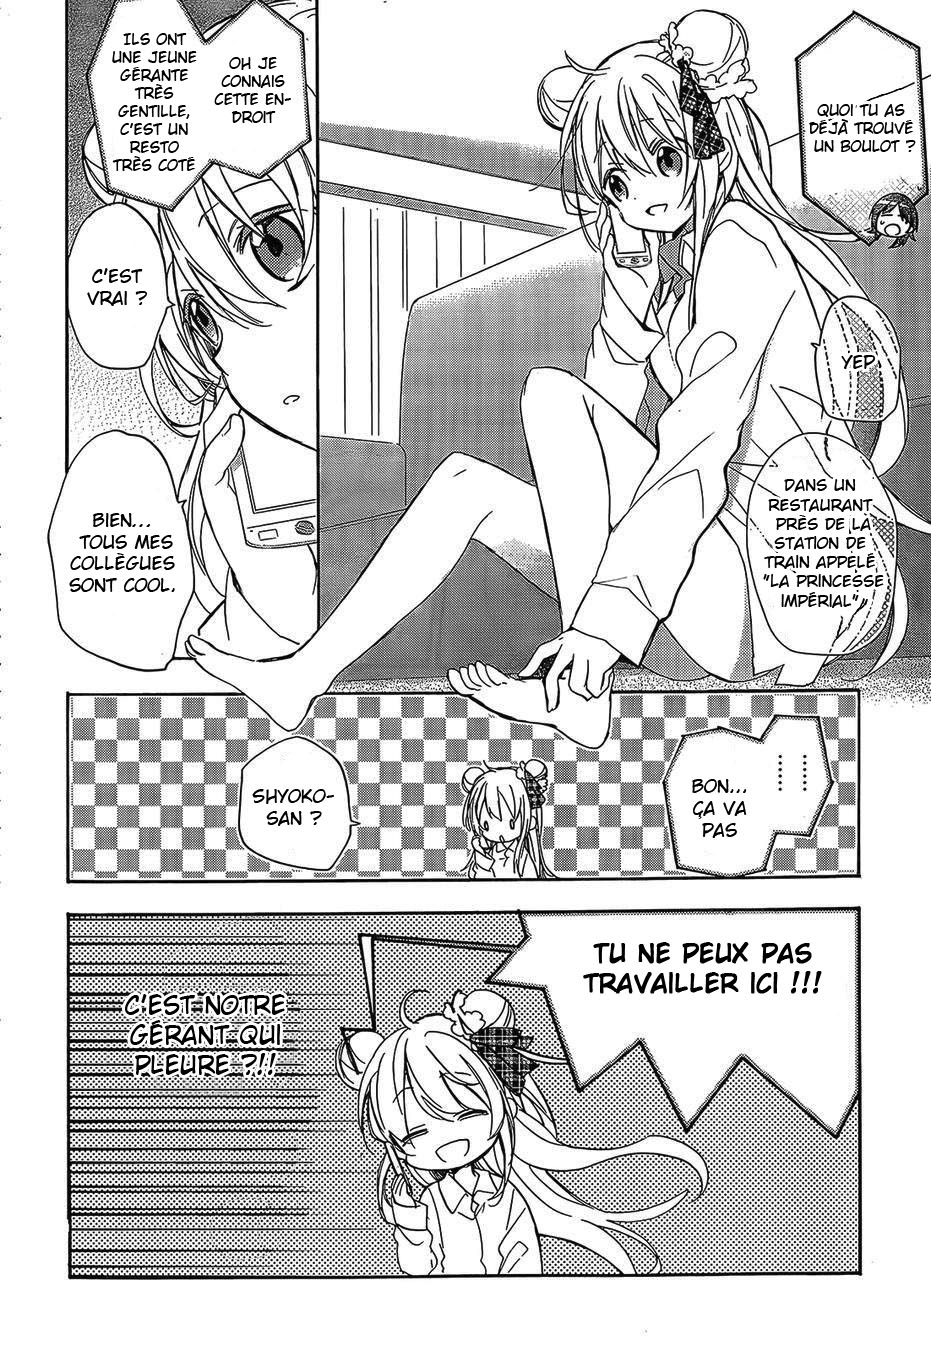 QUOI TU AS
DÉJÀ TROUVÉ
UN BOULOT ?
YEP
DANS UN
RESTAURANT
PRÈS DE LA
STATION DE
TRAIN APPELÉ
"LA PRINCESSE
IMPÉRIAL"
OH JE
CONNAIS
CETTE EN-
DROIT
ILS ONT
UNE JEUNE
GÉRANTE
TRÈS
GENTILLE,
C'EST UN
RESTO
TRÈS COTÉ
C'EST
VRAI ?
BIEN...
TOUS MES
COLLÈGUES
SONT COOL.
BON...
ÇA VA
PAS
SHYOKO-
SAN ?
TU NE PEUX PAS
TRAVAILLER ICI !!!
C'EST NOTRE
GÉRANT QUI
PLEURE ?!!